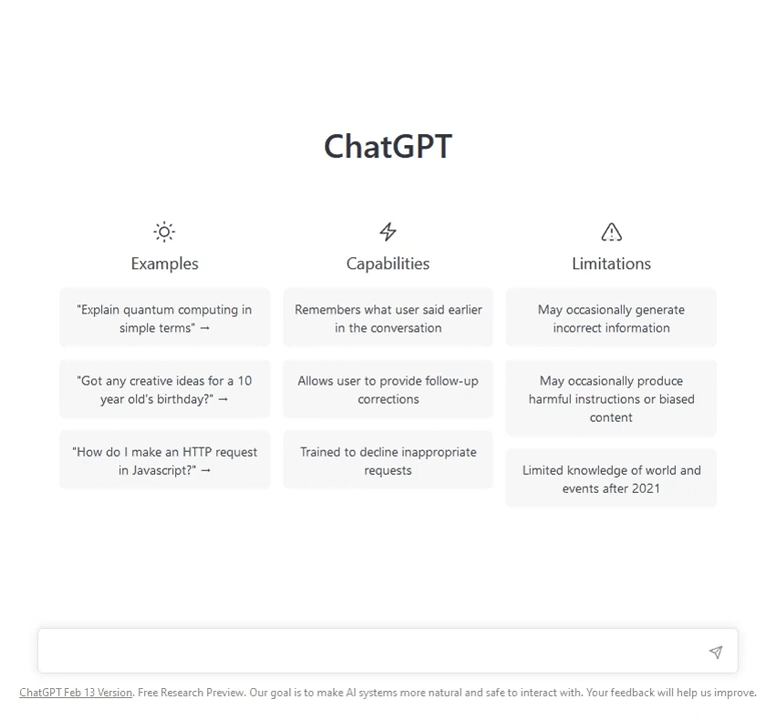 ChatGPT
Examples
"Explain quantum computing in
simple terms" →
"Got any creative ideas for a 10
year old's birthday?" →
"How do I make an HTTP request
in Javascript?" →
Capabilities
Remembers what user said earlier
in the conversation
Allows user to provide follow-up
corrections
Trained to decline inappropriate
requests
Limitations
May occasionally generate
incorrect information
May occasionally produce
harmful instructions or biased
content
Limited knowledge of world and
events after 2021
ChatGPT Feb 13 Version. Free Research Preview. Our goal is to make AI systems more natural and safe to interact with. Your feedback will help us improve.